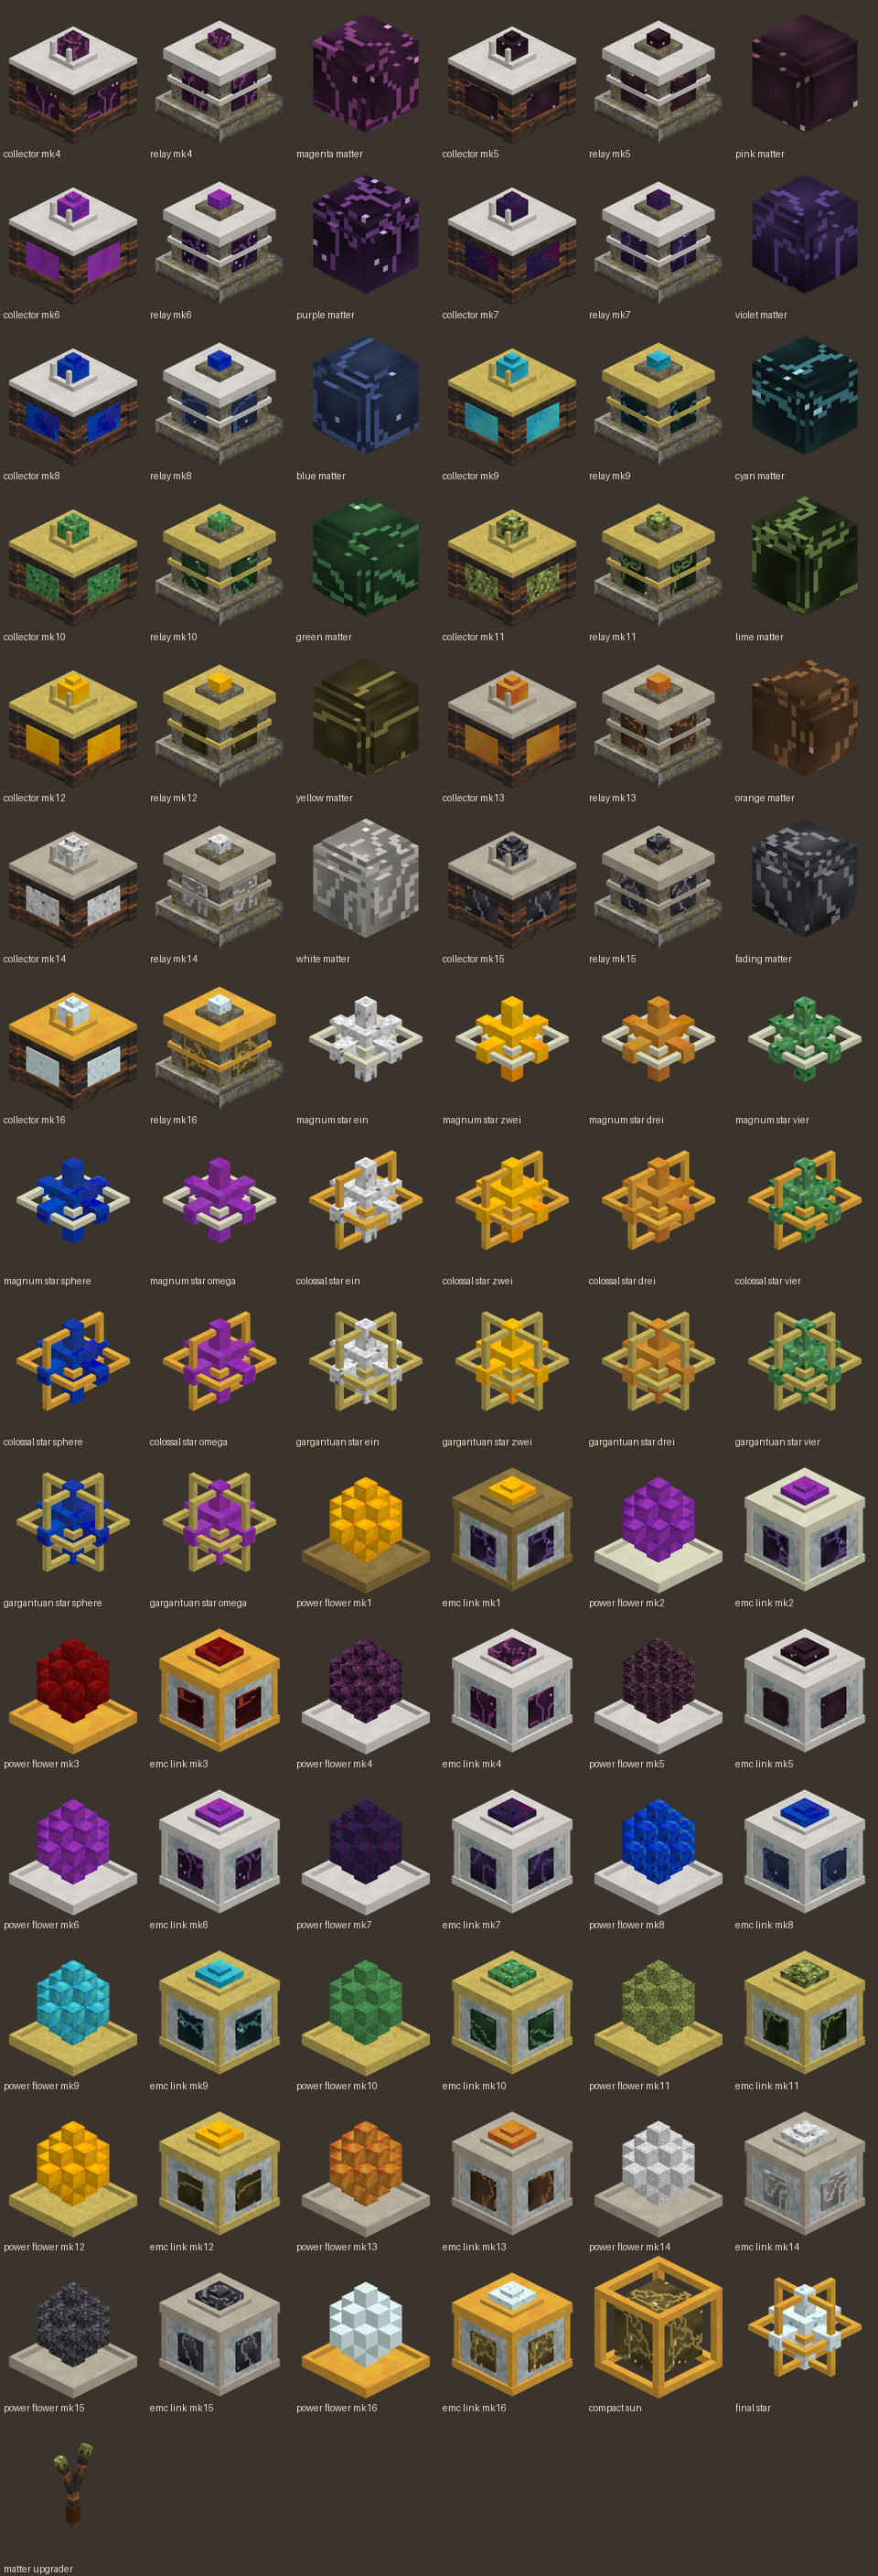 collector mk4 relay mk4 magenta matter collector mk5 relay mk5 pink matter
collector mk6 relay mk6 purple matter collector mk7 relay mk7 violet matter
collector mk8 relay mk8 blue matter collector mk9 relay mk9 cyan matter
collector mk10 relay mk10 green matter collector mk11 relay mk11 lime matter
collector mk12 relay mk12 yellow matter collector mk13 relay mk13 orange matter
collector mk14 relay mk14 white matter collector mk15 relay mk15 fading matter
collector mk16 relay mk16 magnum star ein magnum star zwei magnum star drei magnum star vier
magnum star sphere magnum star omega colossal star ein colossal star zwei colossal star drei colossal star vier
colossal star sphere colossal star omega gargantuan star ein gargantuan star zwei gargantuan star drei gargantuan star vier
gargantuan star sphere gargantuan star omega power flower mk1 emc link mk1 power flower mk2 emc link mk2
power flower mk3 emc link mk3 power flower mk4 emc link mk4 power flower mk5 emc link mk5
power flower mk6 emc link mk6 power flower mk7 emc link mk7 power flower mk8 emc link mk8
power flower mk9 emc link mk9 power flower mk10 emc link mk10 power flower mk11 emc link mk11
power flower mk12 emc link mk12 power flower mk13 emc link mk13 power flower mk14 emc link mk14
power flower mk15 emc link mk15 power flower mk16 emc link mk16 compact sun final star
matter upgrader